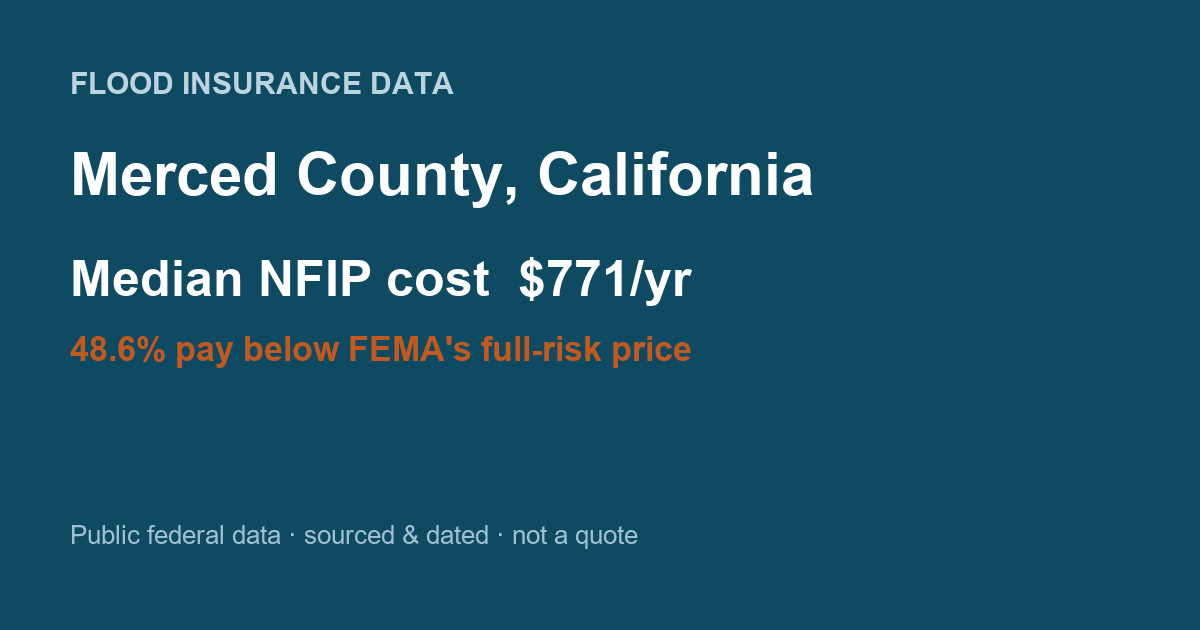 FLOOD INSURANCE DATA
Merced County, California
Median NFIP cost  $771/yr
48.6% pay below FEMA's full-risk price
Public federal data · sourced & dated · not a quote